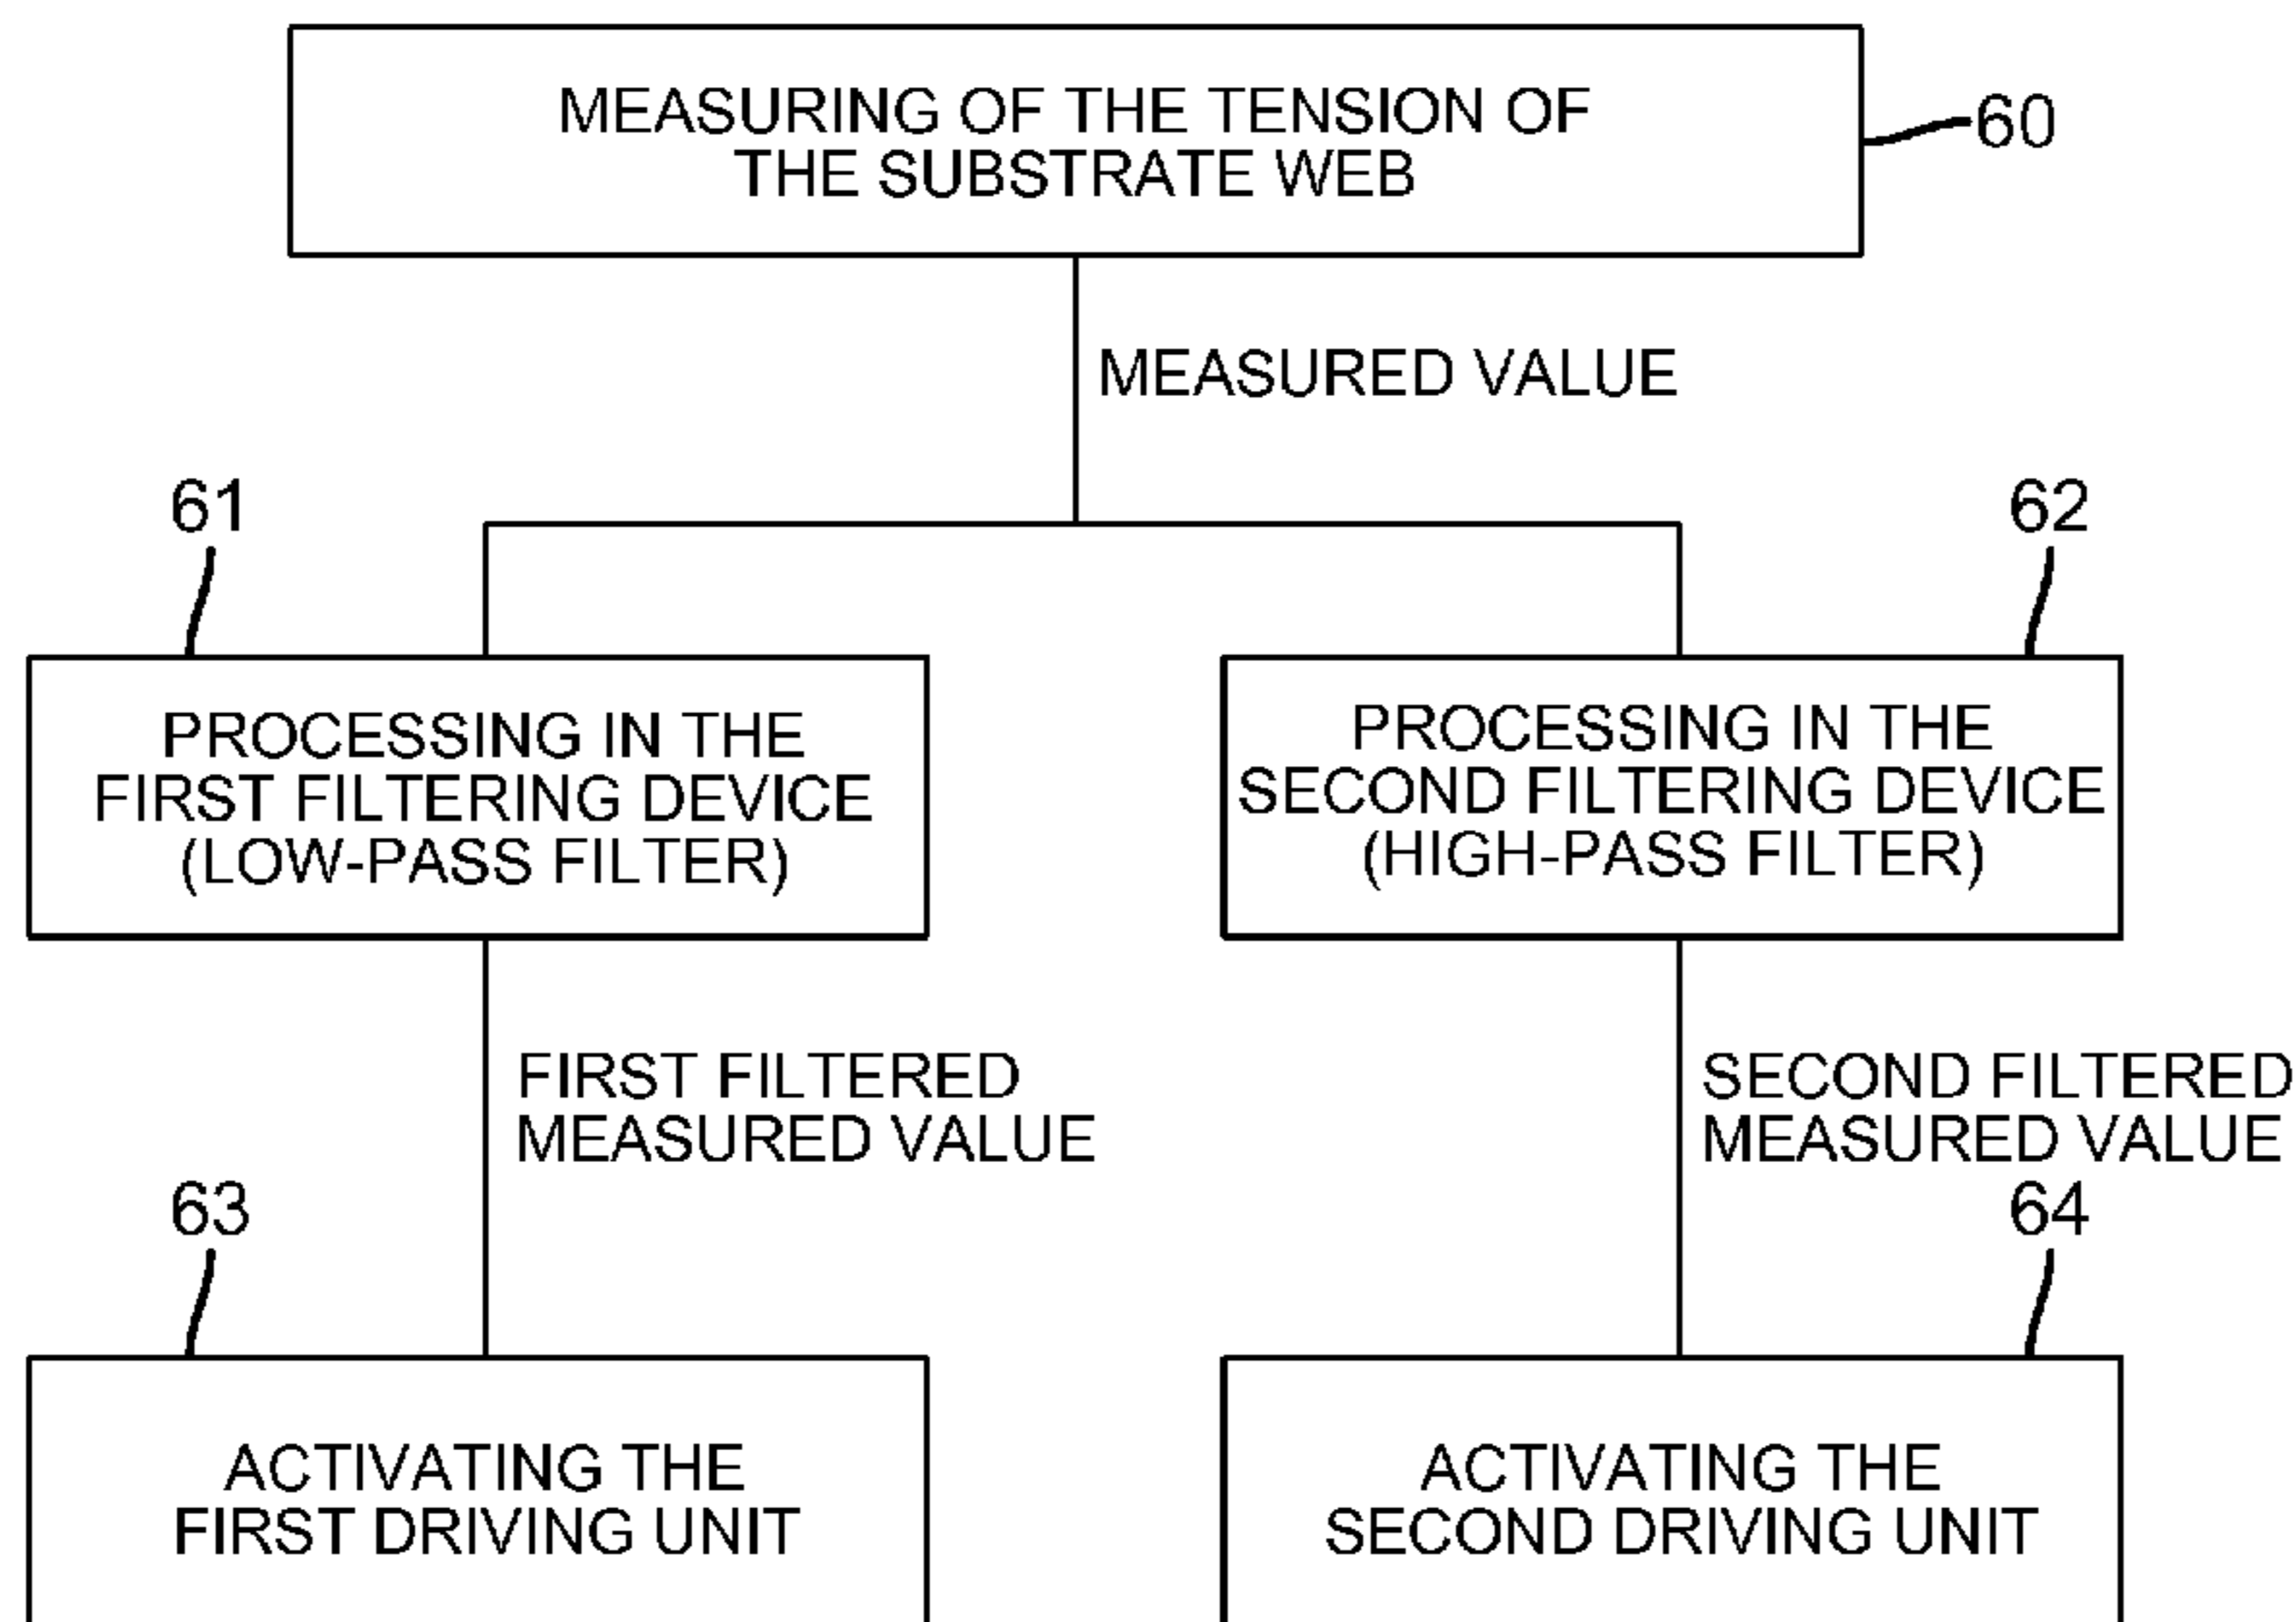 MEASURING OF THE TENSION OF
THE SUBSTRATE WEB
60
MEASURED VALUE
61
62
PROCESSING IN THE
FIRST FILTERING DEVICE
(LOW-PASS FILTER)
PROCESSING IN THE
SECOND FILTERING DEVICE
(HIGH-PASS FILTER)
FIRST FILTERED
MEASURED VALUE
SECOND FILTERED
MEASURED VALUE
63
64
ACTIVATING THE
FIRST DRIVING UNIT
ACTIVATING THE
SECOND DRIVING UNIT